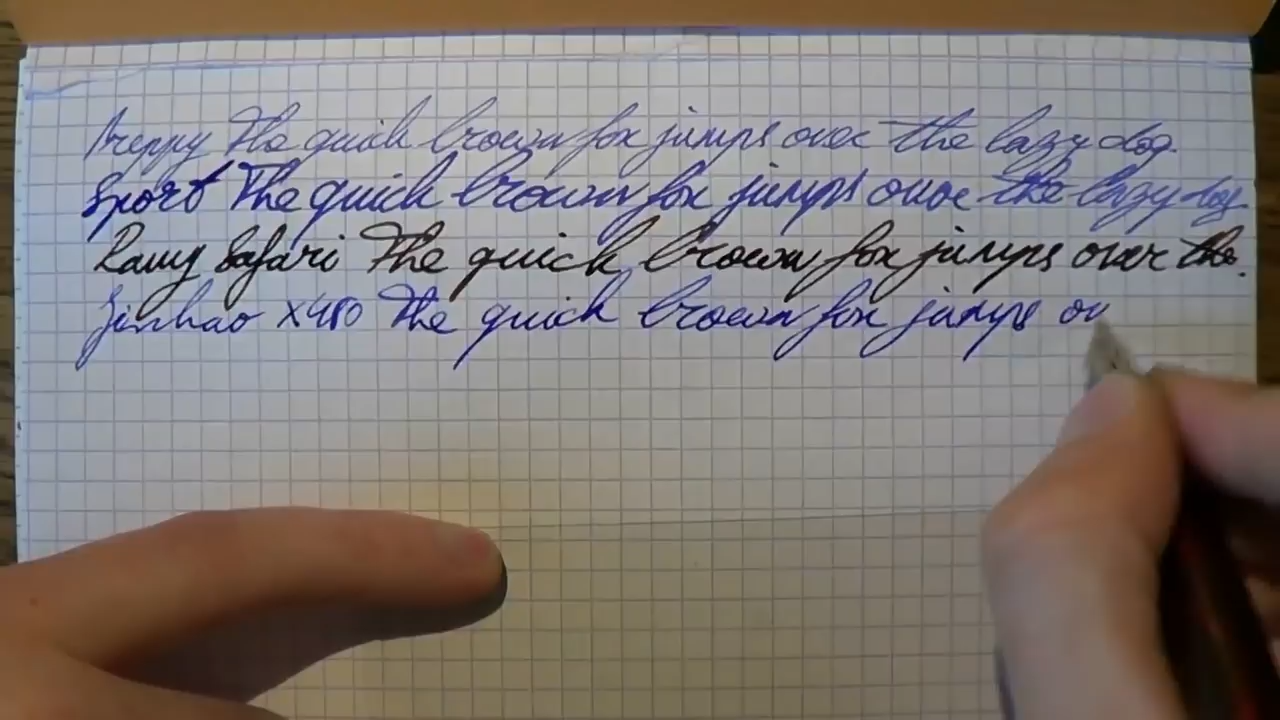 Preppy The quick brown fox jumps over the lazy dog.
Sport The quick brown fox jumps over the lazy dog.
Lamy Safari The quick brown fox jumps over the.
Jinhao x450 The quick brown fox jumps ov